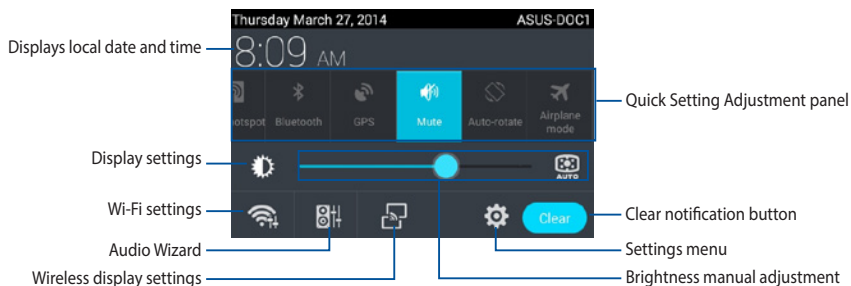 Thursday March 27, 2014 ASUS-DOC1
Displays local date and time
8:09 AM
otspot Bluetooth GPS Mute Auto-rotate Airplane mode
Quick Setting Adjustment panel
Display settings
AUTO
Wi-Fi settings
Clear
Clear notification button
Audio Wizard
Settings menu
Wireless display settings
Brightness manual adjustment